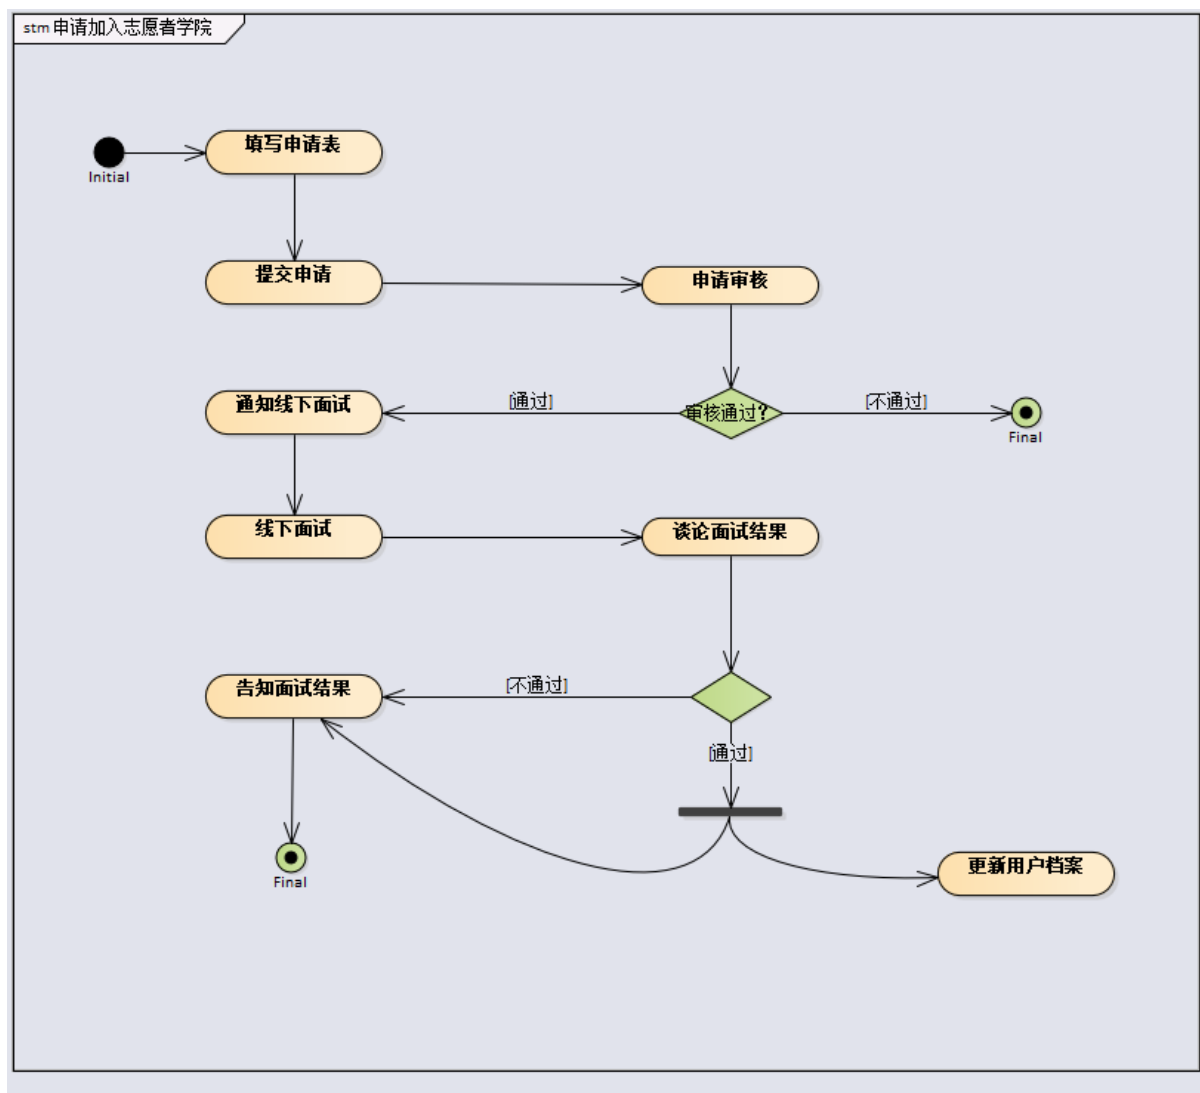 stm 申请加入志愿者学院
填写申请表
Initial
提交申请
申请审核
通知线下面试
[通过]
审核通过?
[不通过]
Final
线下面试
谈论面试结果
告知面试结果
[不通过]
[通过]
Final
更新用户档案